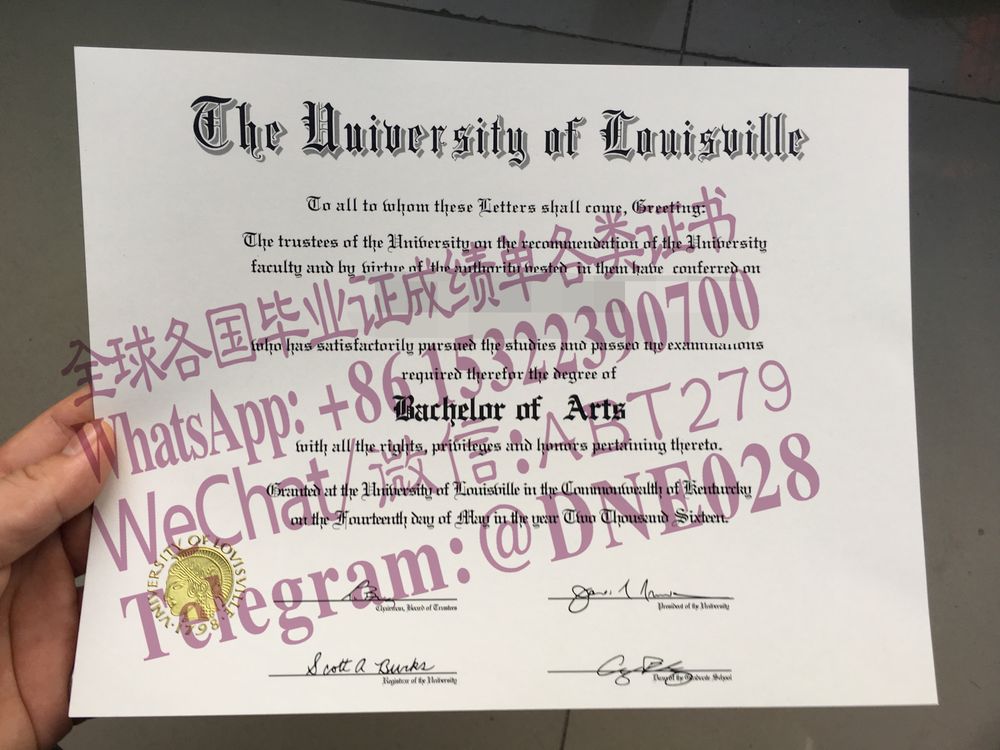 The University of Louisville
To all to whom these Letters shall come, Greeting:
The trustees of the University on the recommendation of the University
faculty and by virtue of the authority vested in them have conferred on
who has satisfactorily pursued the studies and passed the examinations
required therefor the degree of
Bachelor of Arts
with all the rights, privileges and honors pertaining thereto.
Granted at the University of Louisville in the Commonwealth of Kentucky
on the Fourteenth day of May in the year Two Thousand Sixteen.
全球各国毕业证成绩单各类证书
WhatsApp: +86 15322390700
WeChat/微信:ABT279
Telegram:@DNE028
UNIVERSITY OF LOUISVILLE
1798
Chairman, Board of Trustees
President of the University
Scott A Burks
Registrar of the University
Dean of the Graduate School